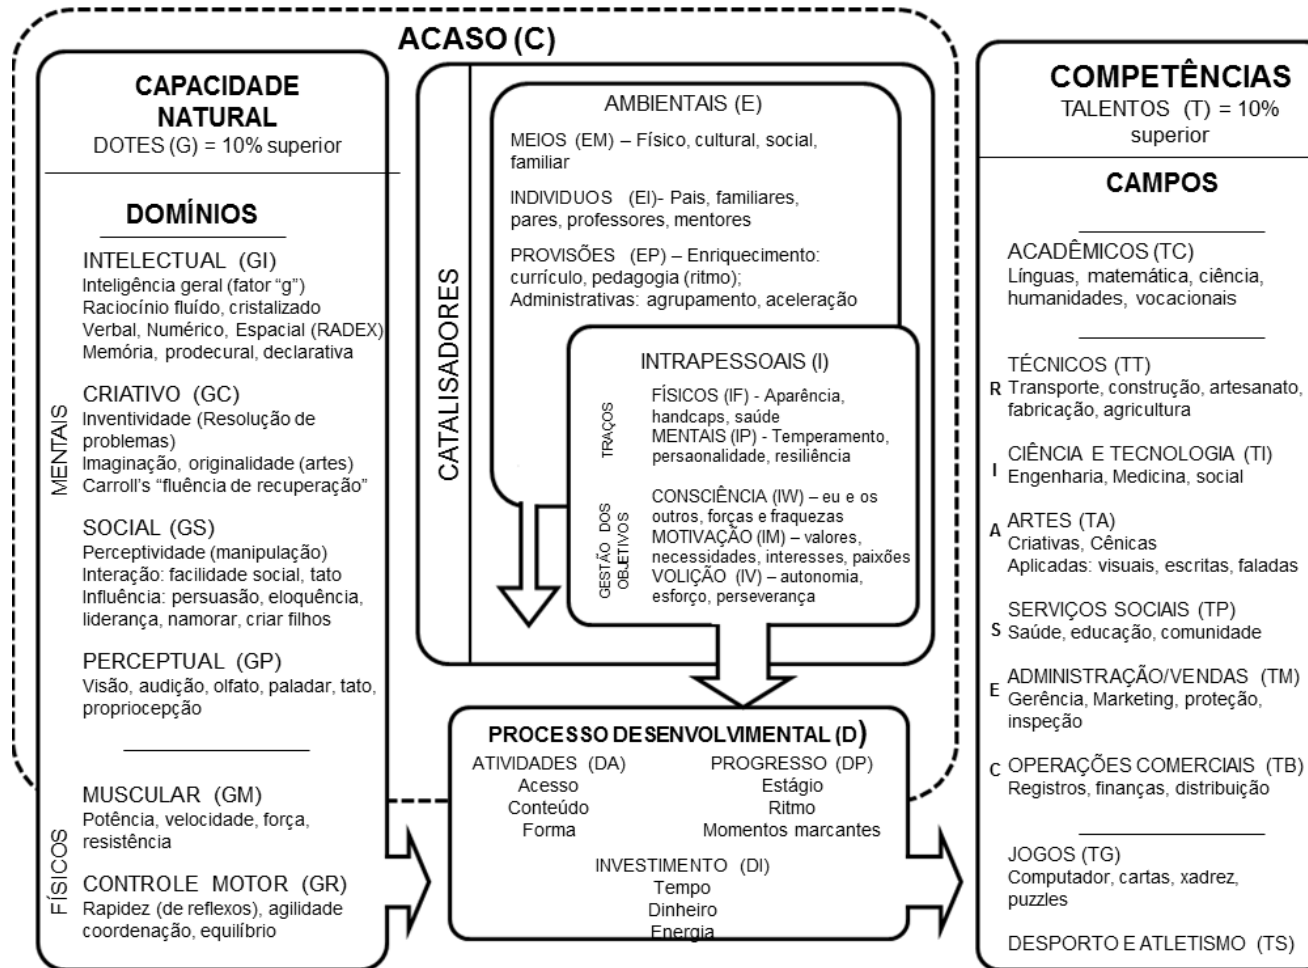 ACASO (C)
CAPACIDADE
NATURAL
DOTES (G) = 10% superior
DOMÍNIOS
MENTAIS
INTELECTUAL (GI)
Inteligência geral (fator “g”)
Raciocínio fluído, cristalizado
Verbal, Numérico, Espacial (RADEX)
Memória, prodecural, declarativa
CRIATIVO (GC)
Inventividade (Resolução de
problemas)
Imaginação, originalidade (artes)
Carroll's “fluência de recuperação”
SOCIAL (GS)
Perceptividade (manipulação)
Interação: facilidade social, tato
Influência: persuasão, eloquência,
liderança, namorar, criar filhos
PERCEPTUAL (GP)
Visão, audição, olfato, paladar, tato,
propriocepção
FÍSICOS
MUSCULAR (GM)
Potência, velocidade, força,
resistência
CONTROLE MOTOR (GR)
Rapidez (de reflexos), agilidade
coordenação, equilíbrio
CATALISADORES
AMBIENTAIS (E)
MEIOS (EM) – Físico, cultural, social,
familiar
INDIVIDUOS (EI)- Pais, familiares,
pares, professores, mentores
PROVISÕES (EP) – Enriquecimento:
currículo, pedagogia (ritmo);
Administrativas: agrupamento, aceleração
INTRAPESSOAIS (I)
TRAÇOS
FÍSICOS (IF) - Aparência,
handcaps, saúde
MENTAIS (IP) - Temperamento,
persaonalidade, resiliência
GESTÃO DOS
OBJETIVOS
CONSCIÊNCIA (IW) – eu e os
outros, forças e fraquezas
MOTIVAÇÃO (IM) – valores,
necessidades, interesses, paixões
VOLIÇÃO (IV) – autonomia,
esforço, perseverança
PROCESSO DESENVOLVIMENTAL (D)
ATIVIDADES (DA)
Acesso
Conteúdo
Forma
PROGRESSO (DP)
Estágio
Ritmo
Momentos marcantes
INVESTIMENTO (DI)
Tempo
Dinheiro
Energia
COMPETÊNCIAS
TALENTOS (T) = 10%
superior
CAMPOS
ACADÊMICOS (TC)
Línguas, matemática, ciência,
humanidades, vocacionais
TÉCNICOS (TT)
R Transporte, construção, artesanato,
fabricação, agricultura
CIÊNCIA E TECNOLOGIA (TI)
I Engenharia, Medicina, social
A ARTES (TA)
Criativas, Cênicas
Aplicadas: visuais, escritas, faladas
SERVIÇOS SOCIAIS (TP)
S Saúde, educação, comunidade
ADMINISTRAÇÃO/VENDAS (TM)
E Gerência, Marketing, proteção,
inspeção
C OPERAÇÕES COMERCIAIS (TB)
Registros, finanças, distribuição
JOGOS (TG)
Computador, cartas, xadrez,
puzzles
DESPORTO E ATLETISMO (TS)